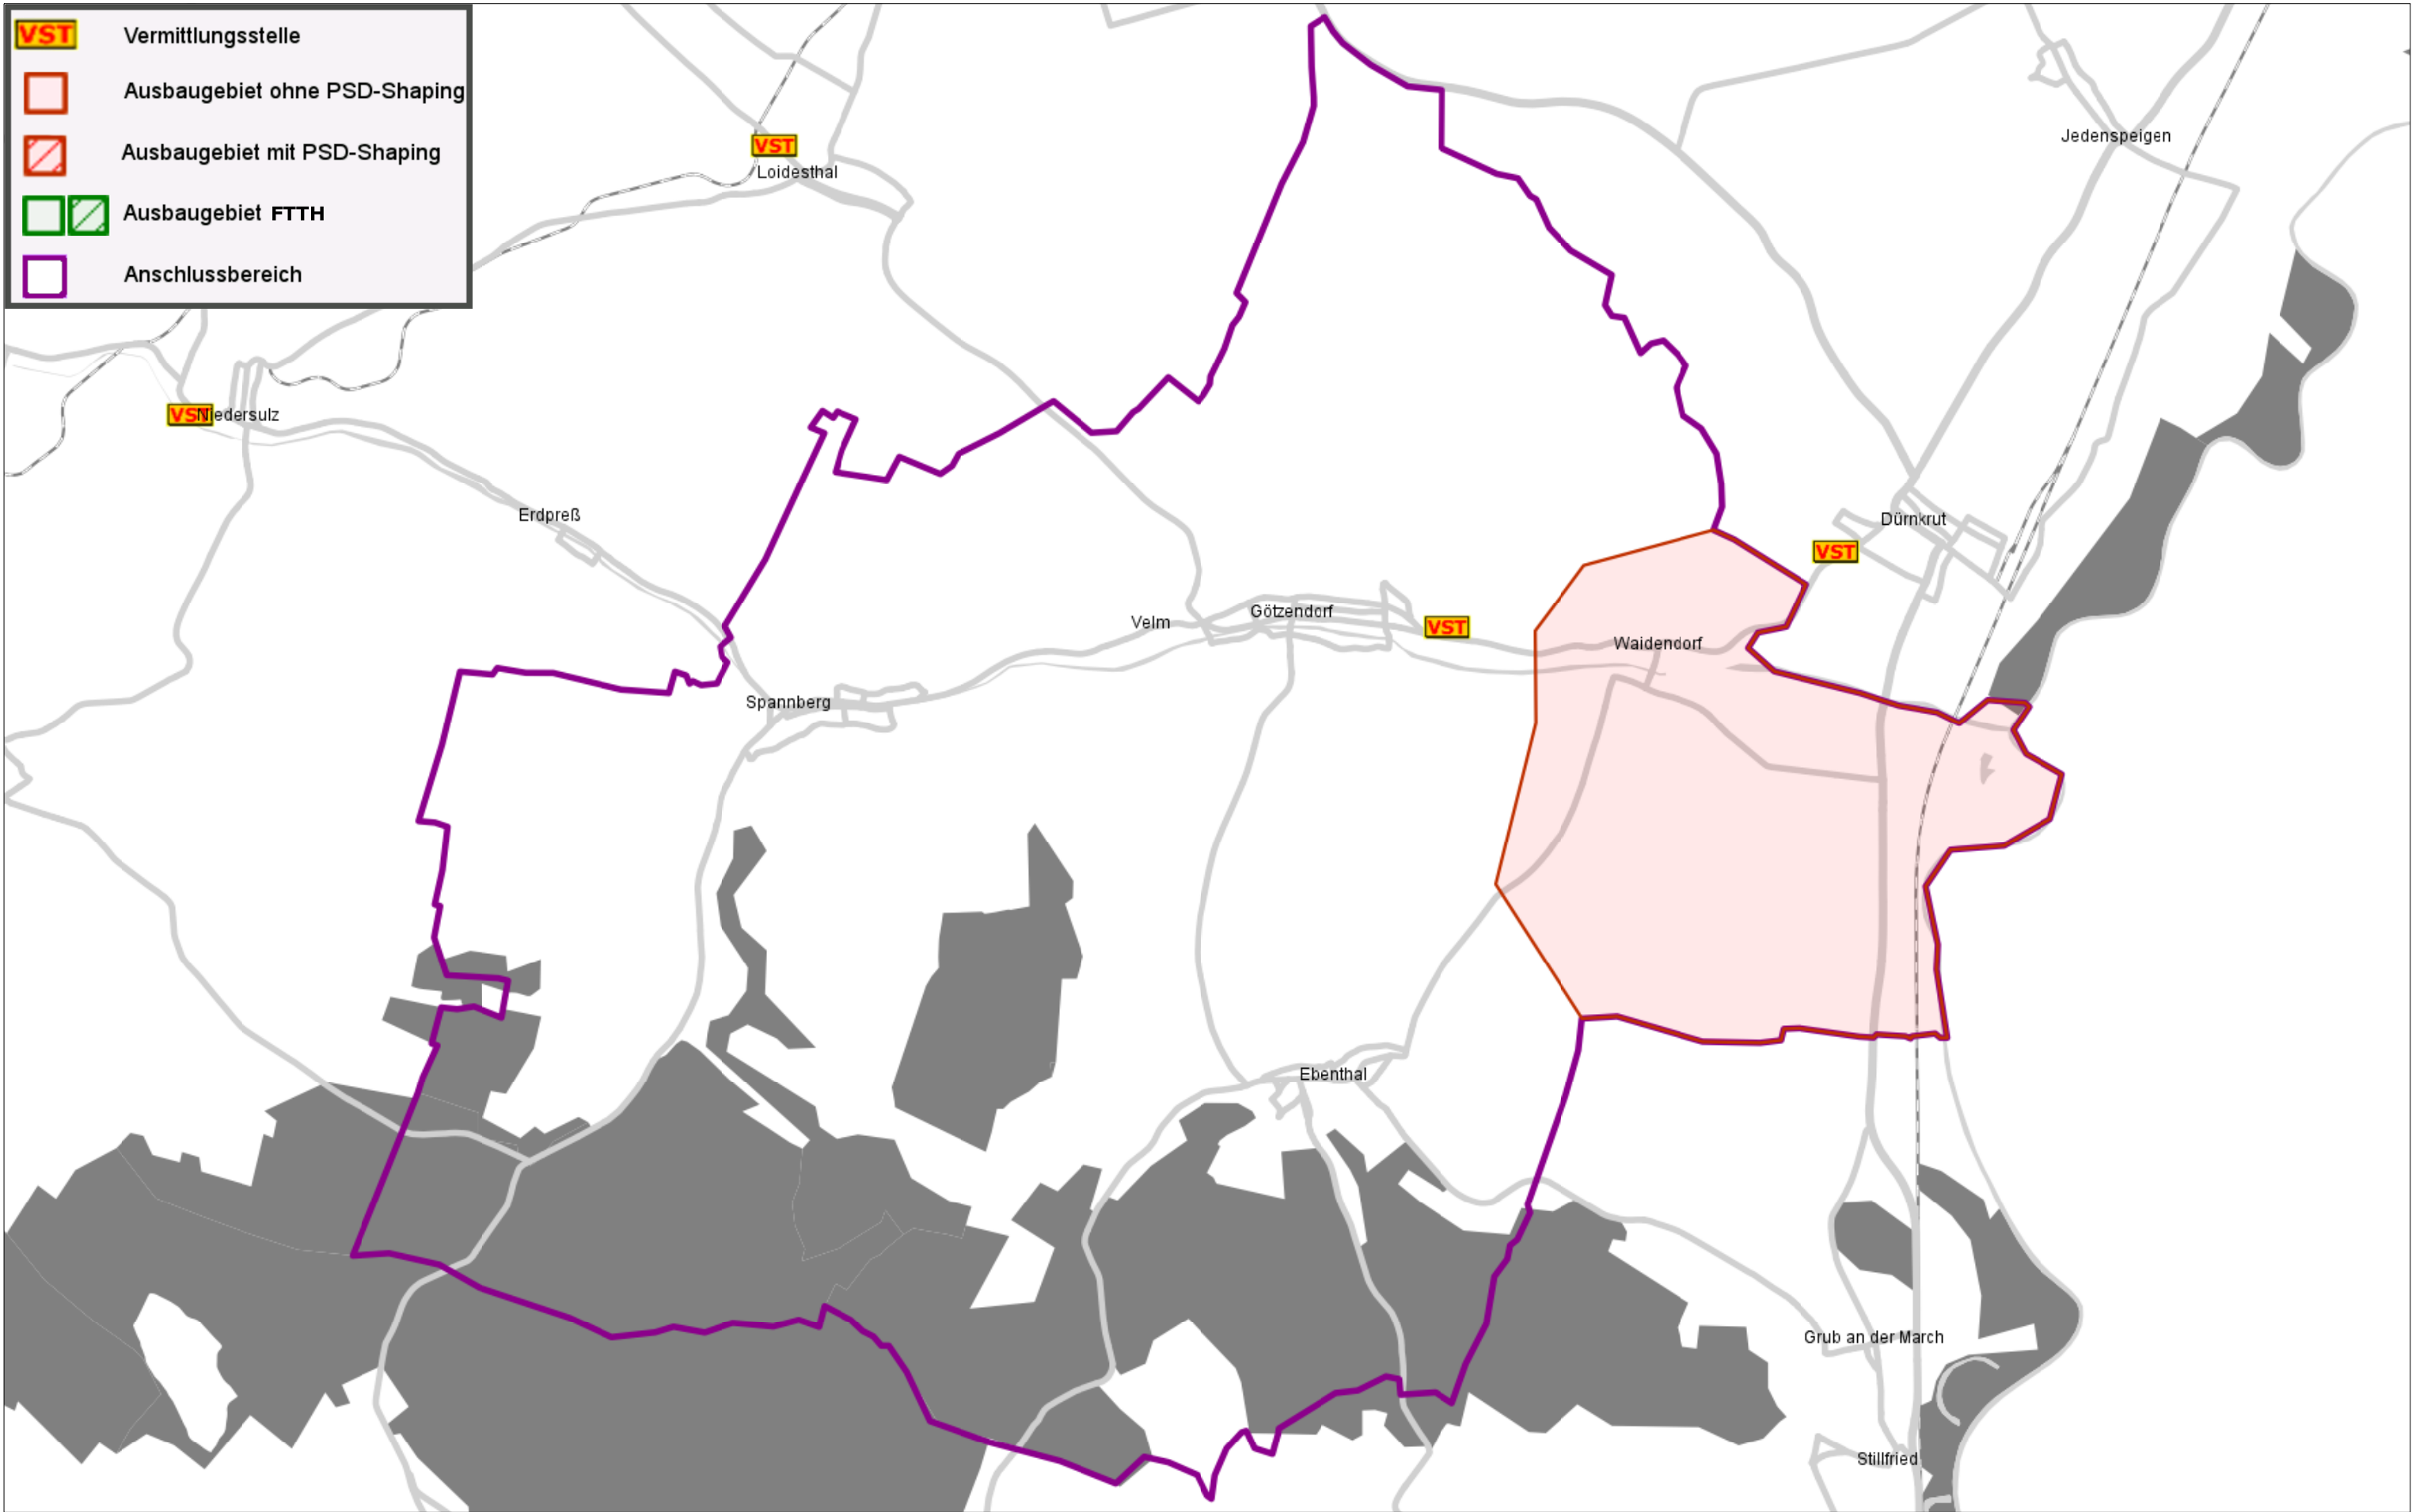 VST Vermittlungsstelle
Ausbaugebiet ohne PSD-Shaping
Ausbaugebiet mit PSD-Shaping
Ausbaugebiet FTTH
Anschlussbereich
Jedenspeigen
VST
Loidesthal
VST Niedersulz
Erdpreß
Dürnkrut
VST
Götzendorf
Velm
VST
Waidendorf
Spannberg
Ebenthal
Grub an der March
Stillfried